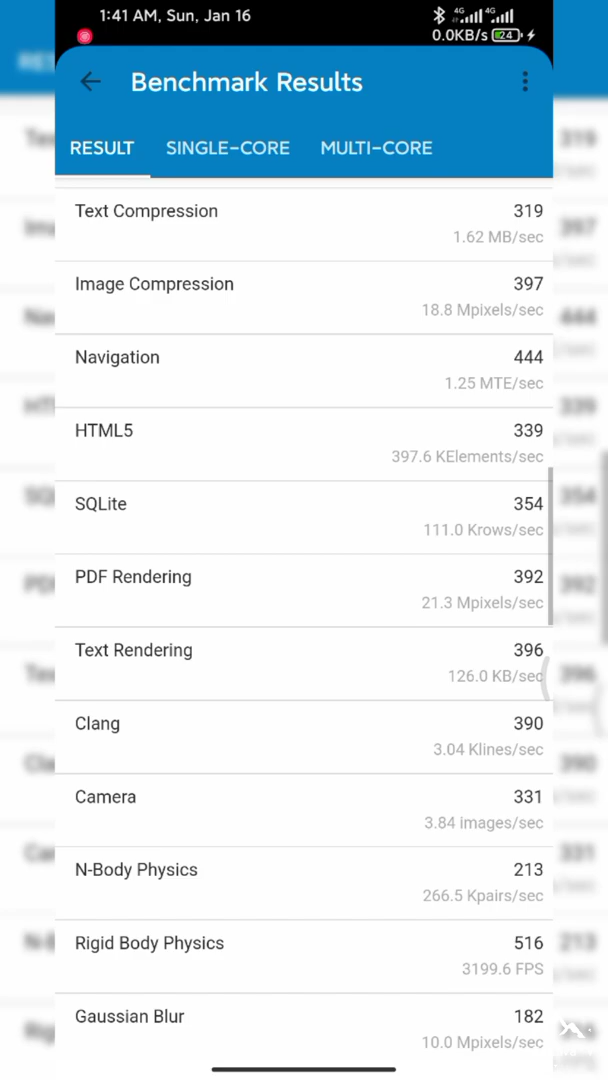 1:41 AM, Sun, Jan 16
4G 4G
0.0KB/s 24
Benchmark Results
RESULT SINGLE-CORE MULTI-CORE
Text Compression 319
1.62 MB/sec
Image Compression 397
18.8 Mpixels/sec
Navigation 444
1.25 MTE/sec
HTML5 339
397.6 KElements/sec
SQLite 354
111.0 Krows/sec
PDF Rendering 392
21.3 Mpixels/sec
Text Rendering 396
126.0 KB/sec
Clang 390
3.04 Klines/sec
Camera 331
3.84 images/sec
N-Body Physics 213
266.5 Kpairs/sec
Rigid Body Physics 516
3199.6 FPS
Gaussian Blur 182
10.0 Mpixels/sec